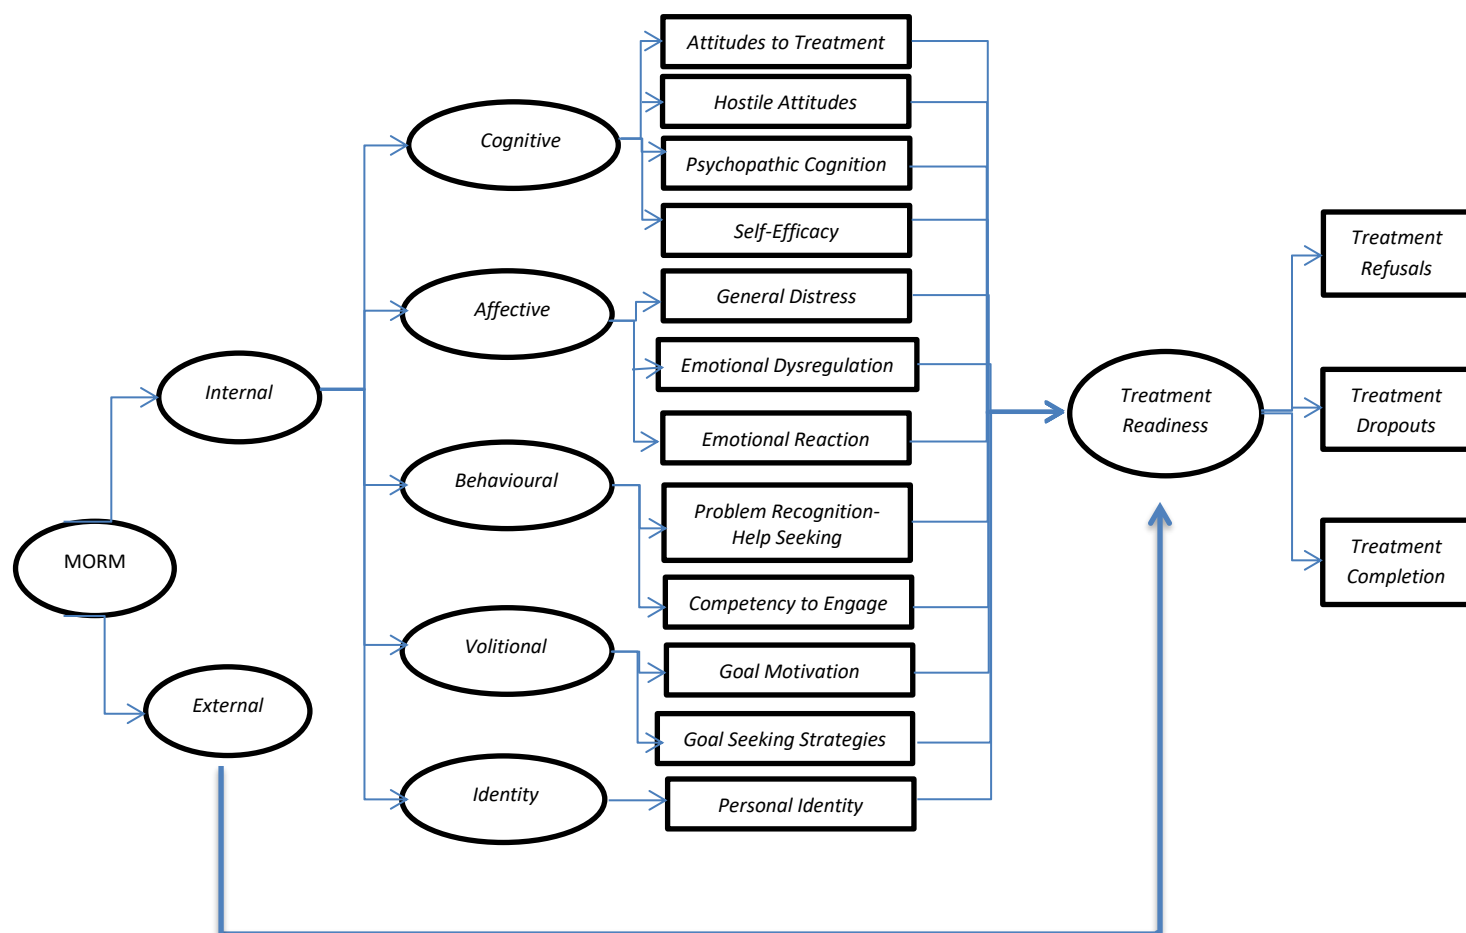 Attitudes to Treatment
Hostile Attitudes
Cognitive
Psychopathic Cognition
Self-Efficacy
Treatment
Refusals
General Distress
Affective
Emotional Dysregulation
Internal
Treatment
Readiness
Treatment
Dropouts
Emotional Reaction
Behavioural
Problem Recognition-
Help Seeking
MORM
Treatment
Completion
Competency to Engage
Volitional
Goal Motivation
External
Goal Seeking Strategies
Identity
Personal Identity